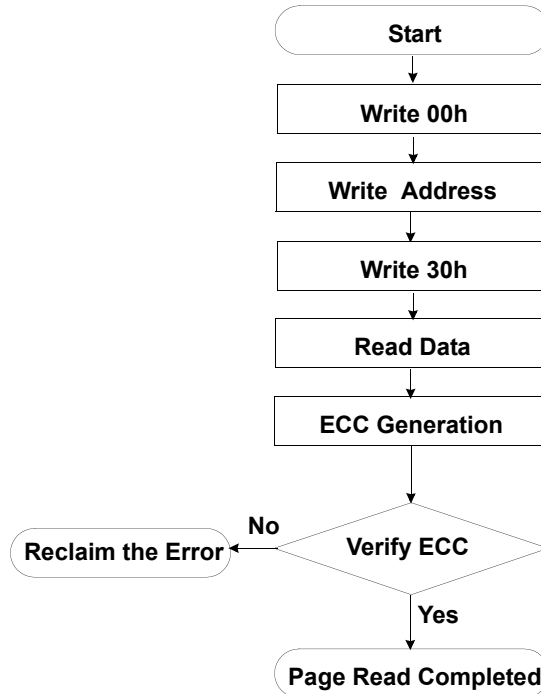 Start
Write 00h
Write Address
Write 30h
Read Data
ECC Generation
No
Reclaim the Error
Verify ECC
Yes
Page Read Completed